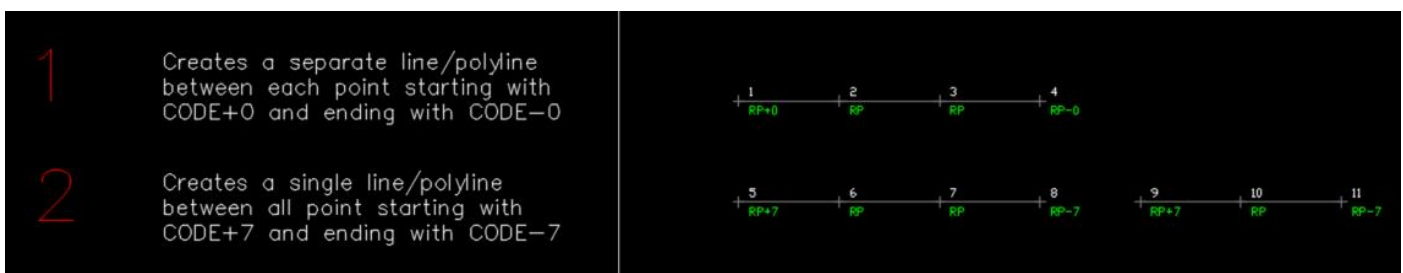 1
Creates a separate line/polyline
between each point starting with
CODE+0 and ending with CODE-0
1 2 3 4
RP+0 RP RP RP-0
2
Creates a single line/polyline
between all point starting with
CODE+7 and ending with CODE-7
5 6 7 8 9 10 11
RP+7 RP RP RP-7 RP+7 RP RP-7